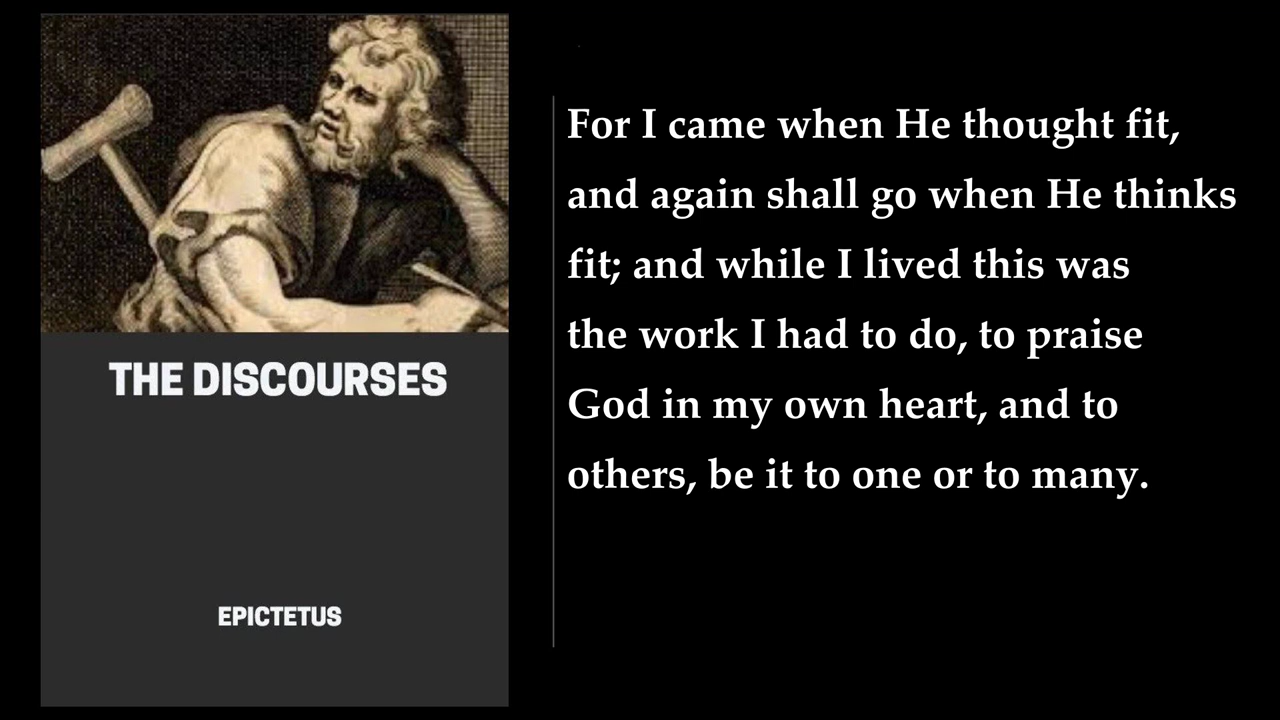 THE DISCOURSES
EPICTETUS
For I came when He thought fit,
and again shall go when He thinks
fit; and while I lived this was
the work I had to do, to praise
God in my own heart, and to
others, be it to one or to many.